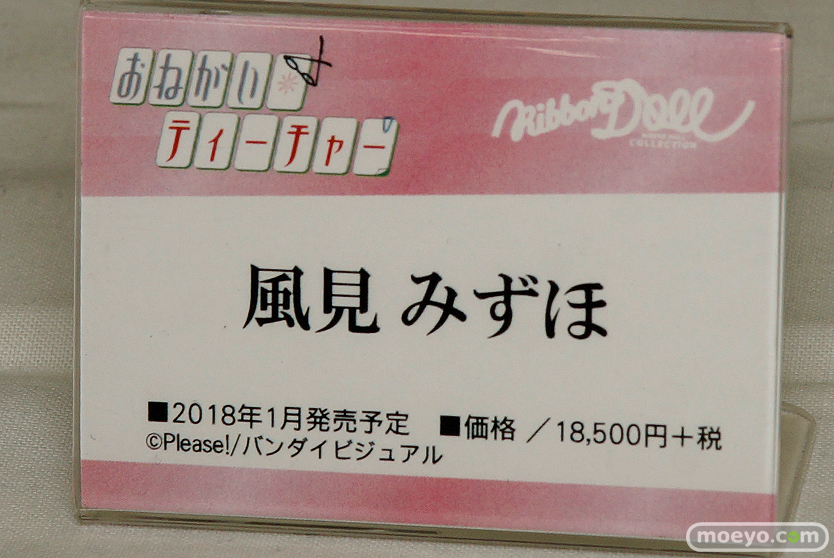 おねがい☆
ティーチャー
Ribbon Doll
COLLECTION
風見 みずほ
■2018年1月発売予定 ■価格／18,500円＋税
©Please!/バンダイビジュアル
moeyo.com